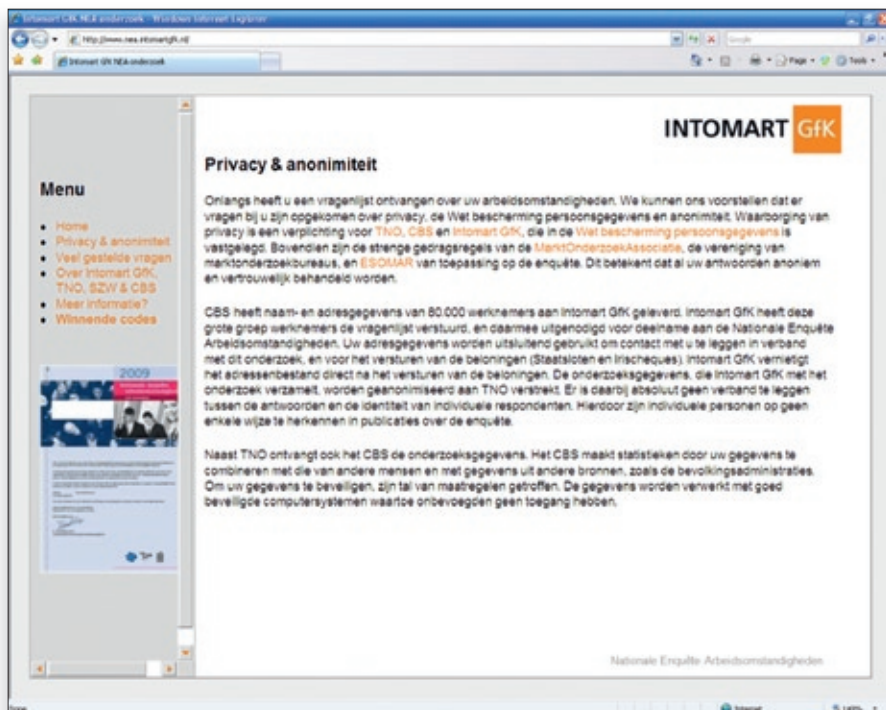 Intomart GfK NEA onderzoek - Windows Internet Explorer
http://www.nea.intomartgfk.nl/
Google
Intomart GfK NEA-onderzoek
Page
Tools
INTOMART GfK
Menu
Home
Privacy & anonimiteit
Veel gestelde vragen
Over Intomart GfK,
TNO, SZW & CBS
Meer informatie?
Winnende codes
2009
Privacy & anonimiteit
Onlangs heeft u een vragenlijst ontvangen over uw arbeidsomstandigheden. We kunnen ons voorstellen dat er
vragen bij u zijn opgekomen over privacy, de Wet bescherming persoonsgegevens en anonimiteit. Waarborging van
privacy is een verplichting voor TNO, CBS en Intomart GfK, die in de Wet bescherming persoonsgegevens is
vastgelegd. Bovendien zijn de strenge gedragsregels van de MarktOnderzoekAssociatie, de vereniging van
marktonderzoekbureaus, en ESOMAR van toepassing op de enquête. Dit betekent dat al uw antwoorden anoniem
en vertrouwelijk behandeld worden.
CBS heeft naam- en adresgegevens van 80.000 werknemers aan Intomart GfK geleverd. Intomart GfK heeft deze
grote groep werknemers de vragenlijst verstuurd, en daarmee uitgenodigd voor deelname aan de Nationale Enquête
Arbeidsomstandigheden. Uw adresgegevens worden uitsluitend gebruikt om contact met u te leggen in verband
met dit onderzoek, en voor het versturen van de beloningen (Staatsloten en Irischeques). Intomart GfK vernietigt
het adressenbestand direct na het versturen van de beloningen. De onderzoeksgegevens, die Intomart GfK met het
onderzoek verzamelt, worden geanonimiseerd aan TNO verstrekt. Er is daarbij absoluut geen verband te leggen
tussen de antwoorden en de identiteit van individuele respondenten. Hierdoor zijn individuele personen op geen
enkele wijze te herkennen in publicaties over de enquête.
Naast TNO ontvangt ook het CBS de onderzoeksgegevens. Het CBS maakt statistieken door uw gegevens te
combineren met die van andere mensen en met gegevens uit andere bronnen, zoals de bevolkingsadministraties.
Om uw gegevens te beveiligen, zijn tal van maatregelen getroffen. De gegevens worden verwerkt met goed
beveiligde computersystemen waartoe onbevoegden geen toegang hebben.
Nationale Enquête Arbeidsomstandigheden
Internet
140%